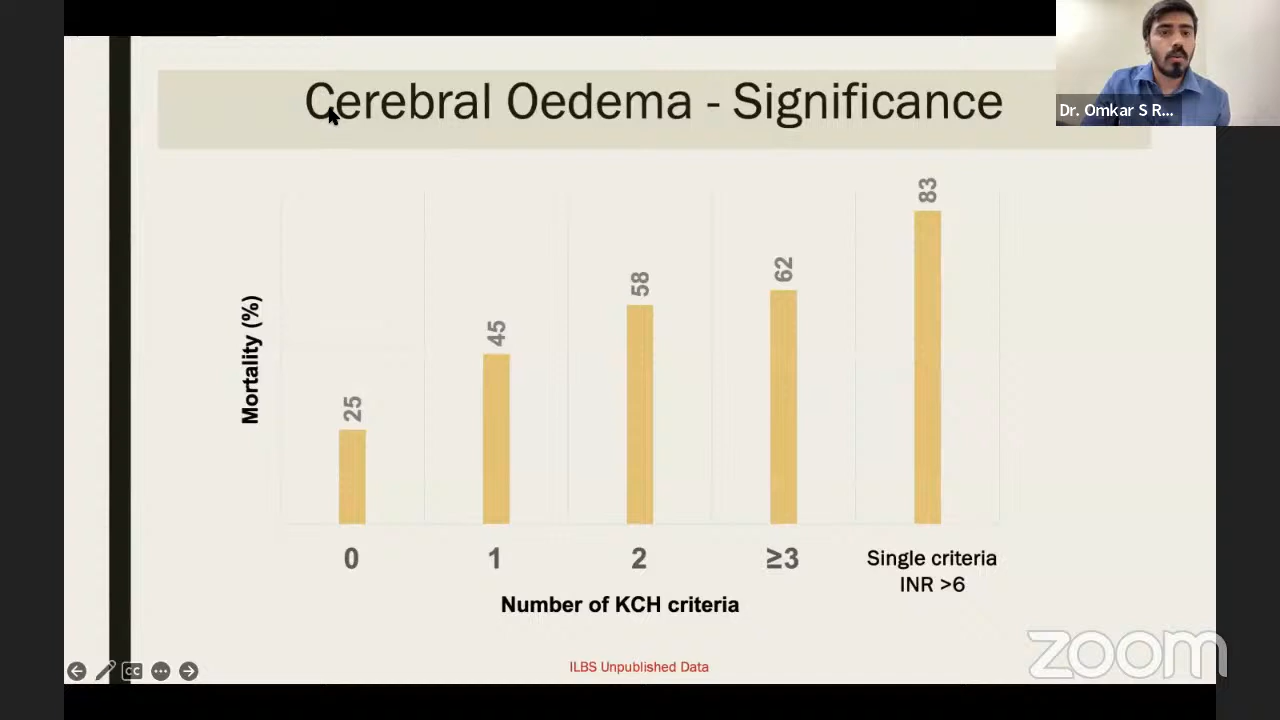 Cerebral Oedema - Significance
Dr. Omkar S R...
Mortality (%)
25
45
58
62
83
0
1
2
≥3
Single criteria
INR >6
Number of KCH criteria
ILBS Unpublished Data
CC
zoom